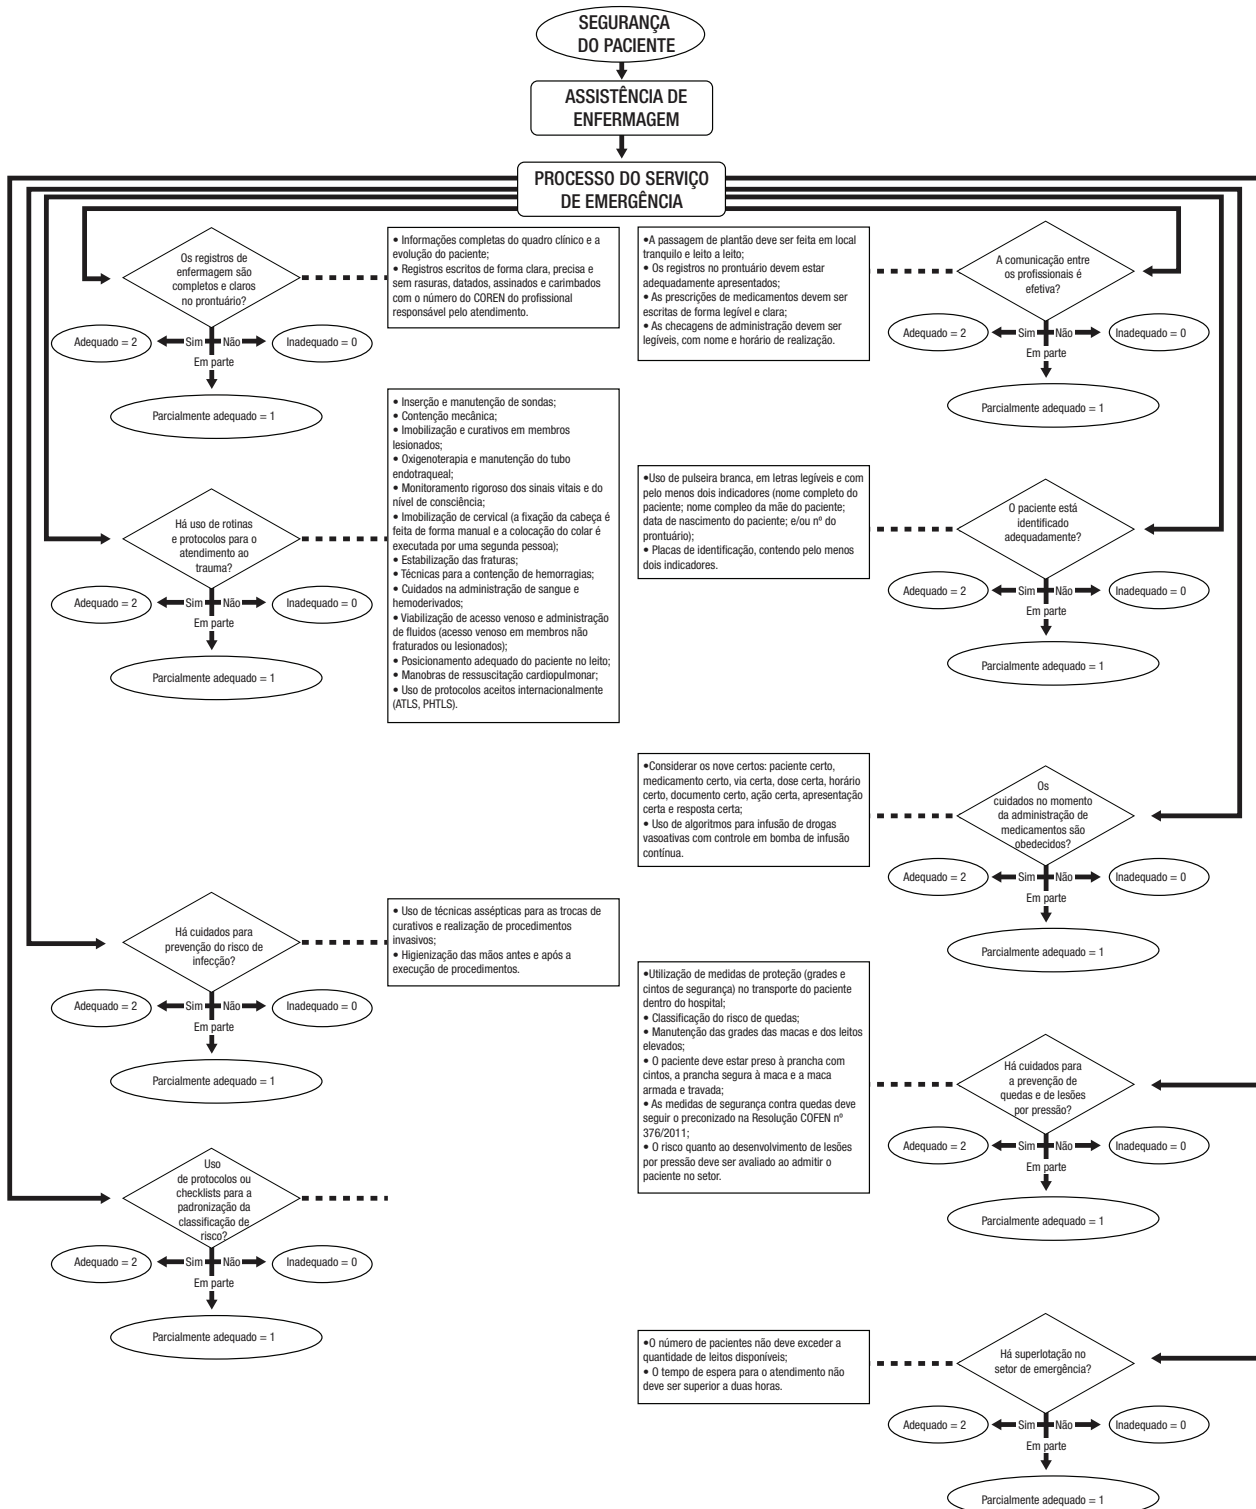 SEGURANÇA
DO PACIENTE
ASSISTÊNCIA DE
ENFERMAGEM
PROCESSO DO SERVIÇO
DE EMERGÊNCIA
Os registros de
enfermagem são
completos e claros
no prontuário?
• Informações completas do quadro clínico e a
evolução do paciente;
• Registros escritos de forma clara, precisa e
sem rasuras, datados, assinados e carimbados
com o número do COREN do profissional
responsável pelo atendimento.
Adequado = 2
Sim
Não
Inadequado = 0
Em parte
Parcialmente adequado = 1
Há uso de rotinas
e protocolos para o
atendimento ao
trauma?
• Inserção e manutenção de sondas;
• Contenção mecânica;
• Imobilização e curativos em membros
lesionados;
• Oxigenoterapia e manutenção do tubo
endotraqueal;
• Monitoramento rigoroso dos sinais vitais e do
nível de consciência;
• Imobilização de cervical (a fixação da cabeça é
feita de forma manual e a colocação do colar é
executada por uma segunda pessoa);
• Estabilização das fraturas;
• Técnicas para a contenção de hemorragias;
• Cuidados na administração de sangue e
hemoderivados;
• Viabilização de acesso venoso e administração
de fluidos (acesso venoso em membros não
fraturados ou lesionados);
• Posicionamento adequado do paciente no leito;
• Manobras de ressuscitação cardiopulmonar;
• Uso de protocolos aceitos internacionalmente
(ATLS, PHTLS).
Adequado = 2
Sim
Não
Inadequado = 0
Em parte
Parcialmente adequado = 1
Há cuidados para
prevenção do risco de
infecção?
• Uso de técnicas assépticas para as trocas de
curativos e realização de procedimentos
invasivos;
• Higienização das mãos antes e após a
execução de procedimentos.
Adequado = 2
Sim
Não
Inadequado = 0
Em parte
Parcialmente adequado = 1
Uso
de protocolos ou
checklists para a
padronização da
classificação de
risco?
Adequado = 2
Sim
Não
Inadequado = 0
Em parte
Parcialmente adequado = 1
•A passagem de plantão deve ser feita em local
tranquilo e leito a leito;
• Os registros no prontuário devem estar
adequadamente apresentados;
• As prescrições de medicamentos devem ser
escritas de forma legível e clara;
• As checagens de administração devem ser
legíveis, com nome e horário de realização.
A comunicação entre
os profissionais é
efetiva?
Adequado = 2
Sim
Não
Inadequado = 0
Em parte
Parcialmente adequado = 1
•Uso de pulseira branca, em letras legíveis e com
pelo menos dois indicadores (nome completo do
paciente; nome compleo da mãe do paciente;
data de nascimento do paciente; e/ou nº do
prontuário);
• Placas de identificação, contendo pelo menos
dois indicadores.
O paciente está
identificado
adequadamente?
Adequado = 2
Sim
Não
Inadequado = 0
Em parte
Parcialmente adequado = 1
•Considerar os nove certos: paciente certo,
medicamento certo, via certa, dose certa, horário
certo, documento certo, ação certa, apresentação
certa e resposta certa;
• Uso de algoritmos para infusão de drogas
vasoativas com controle em bomba de infusão
contínua.
Os
cuidados no momento
da administração de
medicamentos são
obedecidos?
Adequado = 2
Sim
Não
Inadequado = 0
Em parte
Parcialmente adequado = 1
•Utilização de medidas de proteção (grades e
cintos de segurança) no transporte do paciente
dentro do hospital;
• Classificação do risco de quedas;
• Manutenção das grades das macas e dos leitos
elevados;
• O paciente deve estar preso à prancha com
cintos, a prancha segura à maca e a maca
armada e travada;
• As medidas de segurança contra quedas deve
seguir o preconizado na Resolução COFEN nº
376/2011;
• O risco quanto ao desenvolvimento de lesões
por pressão deve ser avaliado ao admitir o
paciente no setor.
Há cuidados para
a prevenção de
quedas e de lesões
por pressão?
Adequado = 2
Sim
Não
Inadequado = 0
Em parte
Parcialmente adequado = 1
•O número de pacientes não deve exceder a
quantidade de leitos disponíveis;
• O tempo de espera para o atendimento não
deve ser superior a duas horas.
Há superlotação no
setor de emergência?
Adequado = 2
Sim
Não
Inadequado = 0
Em parte
Parcialmente adequado = 1